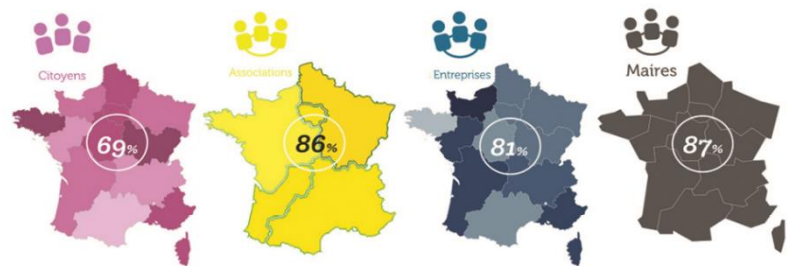 Citoyens
69%
Associations
86%
Entreprises
81%
Maires
87%